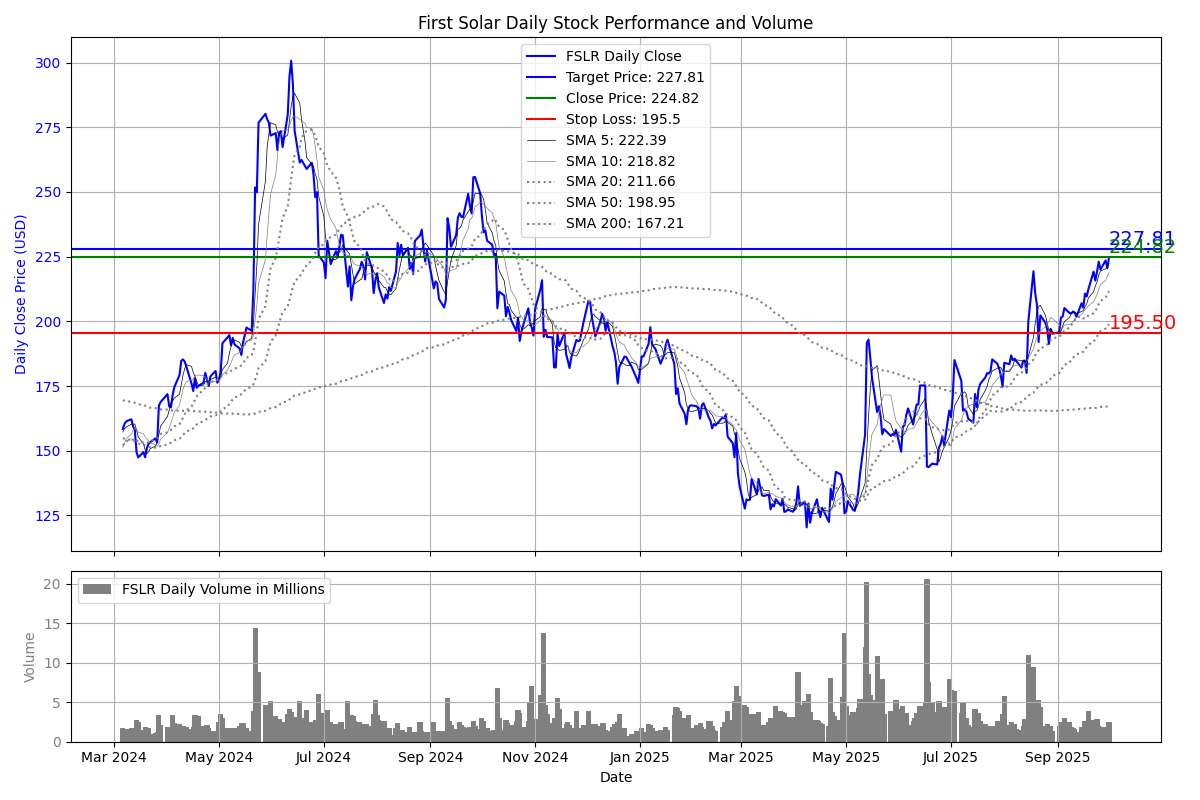 First Solar Daily Stock Performance and Volume
Daily Close Price (USD)
300
275
250
225
200
175
150
125
FSLR Daily Close
Target Price: 227.81
Close Price: 224.82
Stop Loss: 195.5
SMA 5: 222.39
SMA 10: 218.82
SMA 20: 211.66
SMA 50: 198.95
SMA 200: 167.21
227.81
224.82
195.50
Volume
20
15
10
5
0
FSLR Daily Volume in Millions
Mar 2024 May 2024 Jul 2024 Sep 2024 Nov 2024 Jan 2025 Mar 2025 May 2025 Jul 2025 Sep 2025
Date